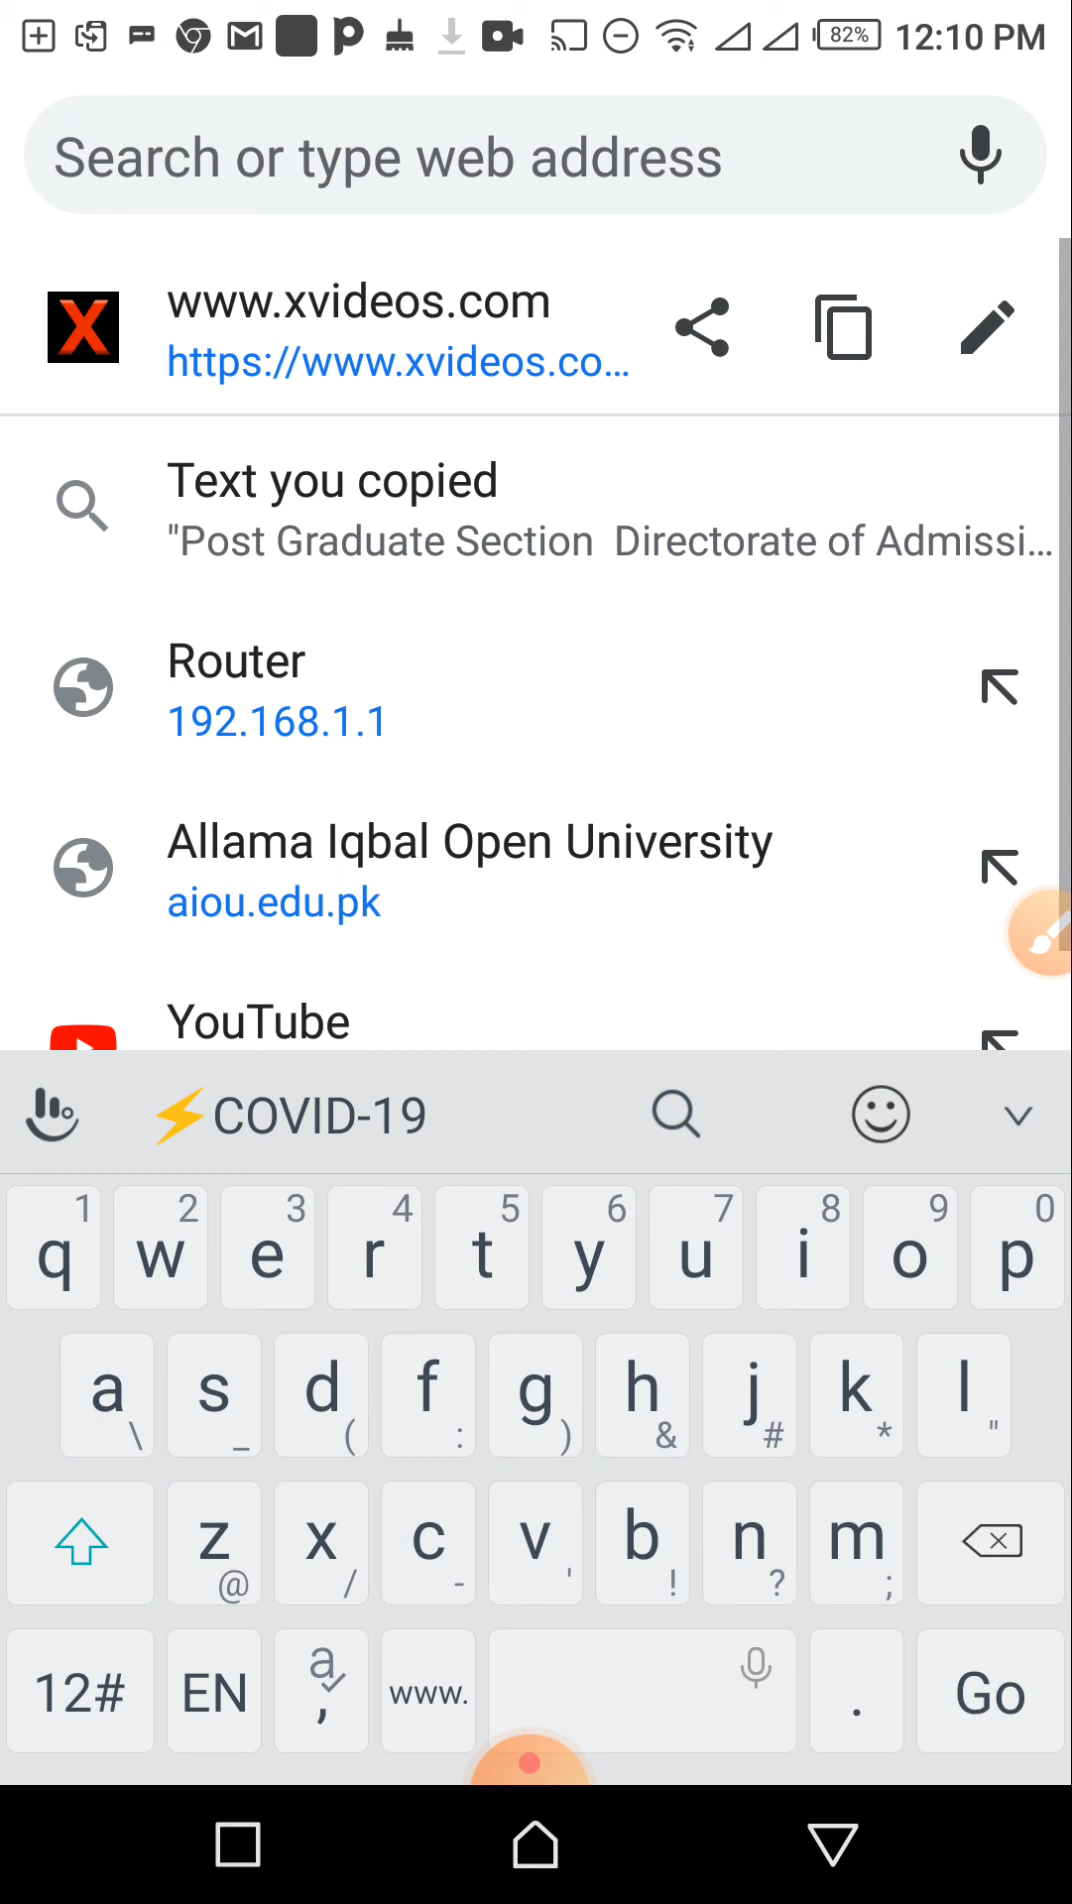 82% 12:10 PM
Search or type web address
X
www.xvideos.com
https://www.xvideos.co...
Text you copied
"Post Graduate Section Directorate of Admissi...
Router
192.168.1.1
Allama Iqbal Open University
aiou.edu.pk
YouTube
⚡COVID-19
1 2 3 4 5 6 7 8 9 0
q w e r t y u i o p
a s d f g h j k l
\ _ ( : ) & # * "
z x c v b n m
@ / - ' ! ? ;
12# EN a , www. . Go